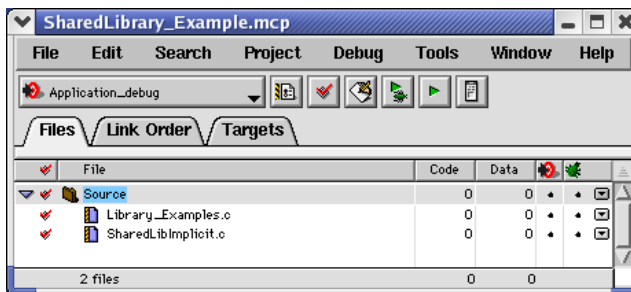 SharedLibrary_Example.mcp
File Edit Search Project Debug Tools Window Help
Application_debug
Files Link Order Targets
File Code Data
Source 0 0
Library_Examples.c 0 0
SharedLibImplicit.c 0 0
2 files 0 0